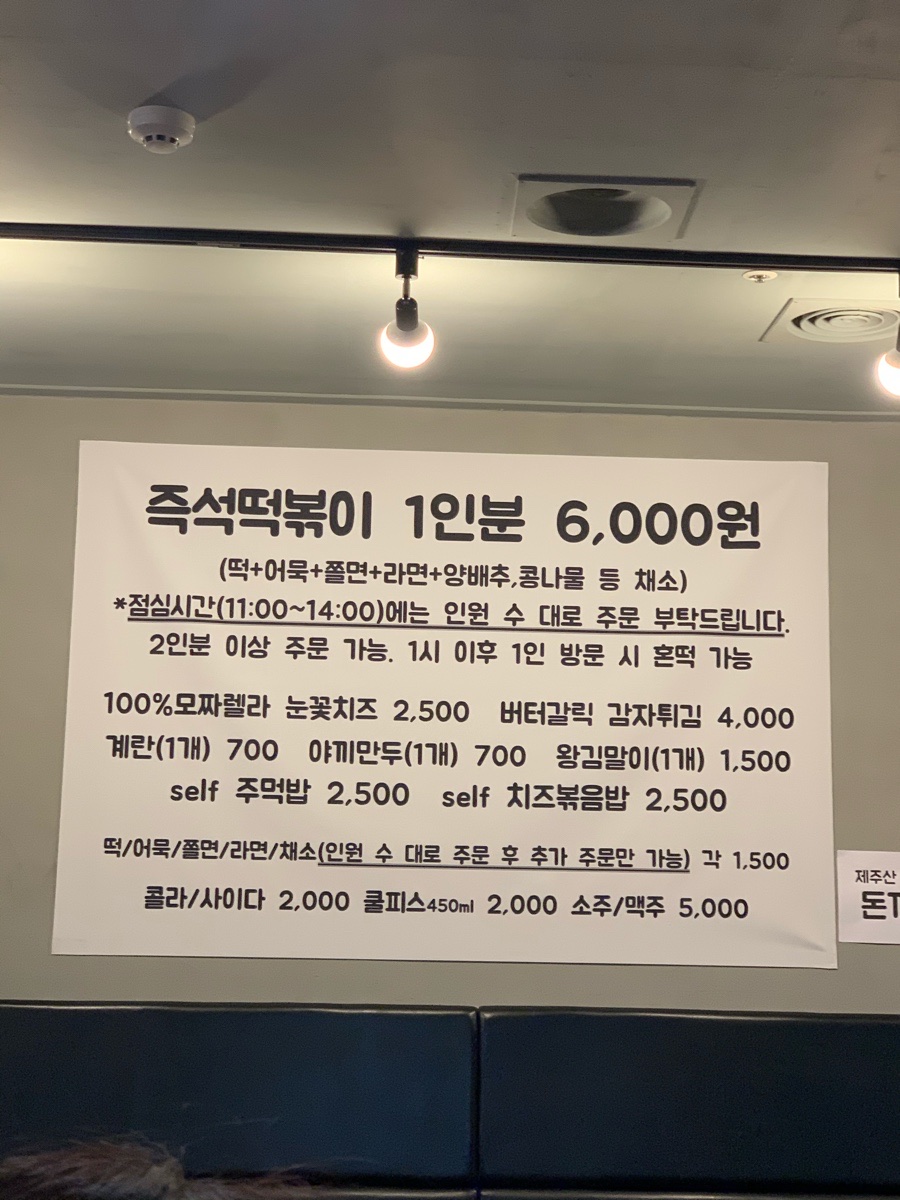 즉석떡볶이 1인분 6,000원
(떡+어묵+쫄면+라면+양배추,콩나물 등 채소)
*점심시간(11:00~14:00)에는 인원 수 대로 주문 부탁드립니다.
2인분 이상 주문 가능. 1시 이후 1인 방문 시 혼떡 가능
100%모짜렐라 눈꽃치즈 2,500 버터갈릭 감자튀김 4,000
계란(1개) 700 야끼만두(1개) 700 왕김말이(1개) 1,500
self 주먹밥 2,500 self 치즈볶음밥 2,500
떡/어묵/쫄면/라면/채소(인원 수 대로 주문 후 추가 주문만 가능) 각 1,500
콜라/사이다 2,000 쿨피스450ml 2,000 소주/맥주 5,000
제주산